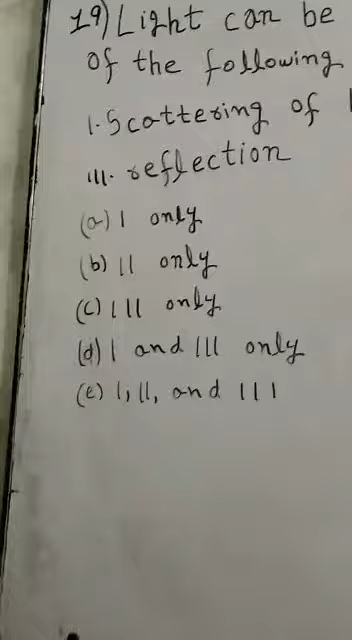 19) Light can be
of the following
I. Scattering of
III. reflection
(a) I only
(b) II only
(c) III only
(d) I and III only
(e) I, II, and III